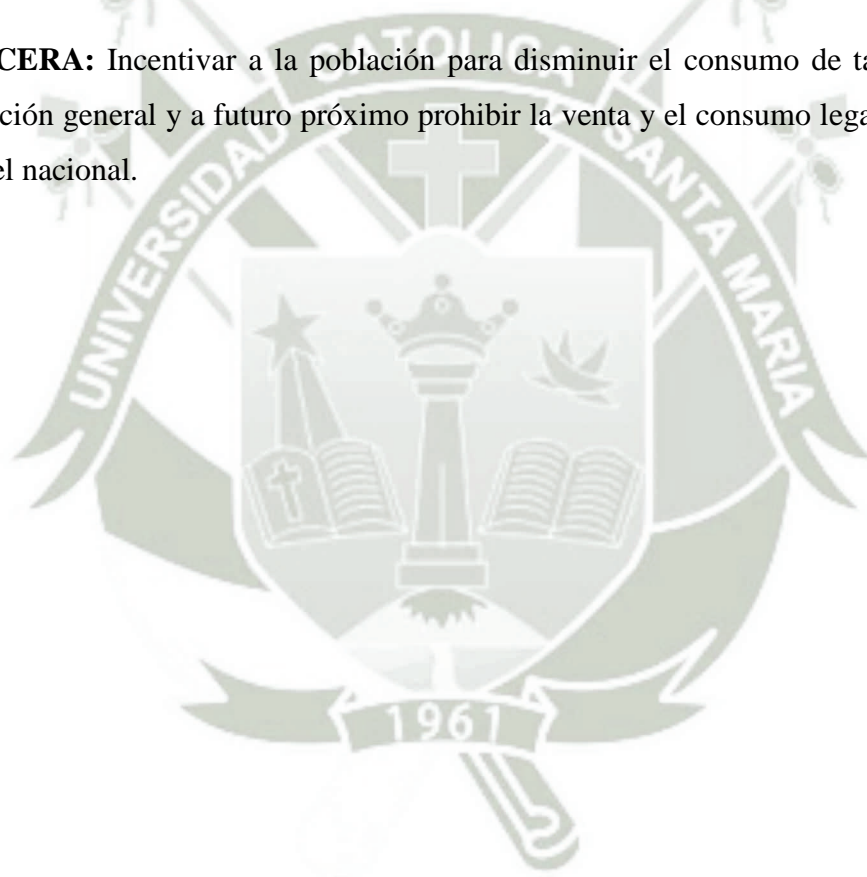 CERA: Incentivar a la población para disminuir el consumo de ta
ción general y a futuro próximo prohibir la venta y el consumo lega
el nacional.
UNIVERSIDAD CATOLICA SANTA MARIA
1961